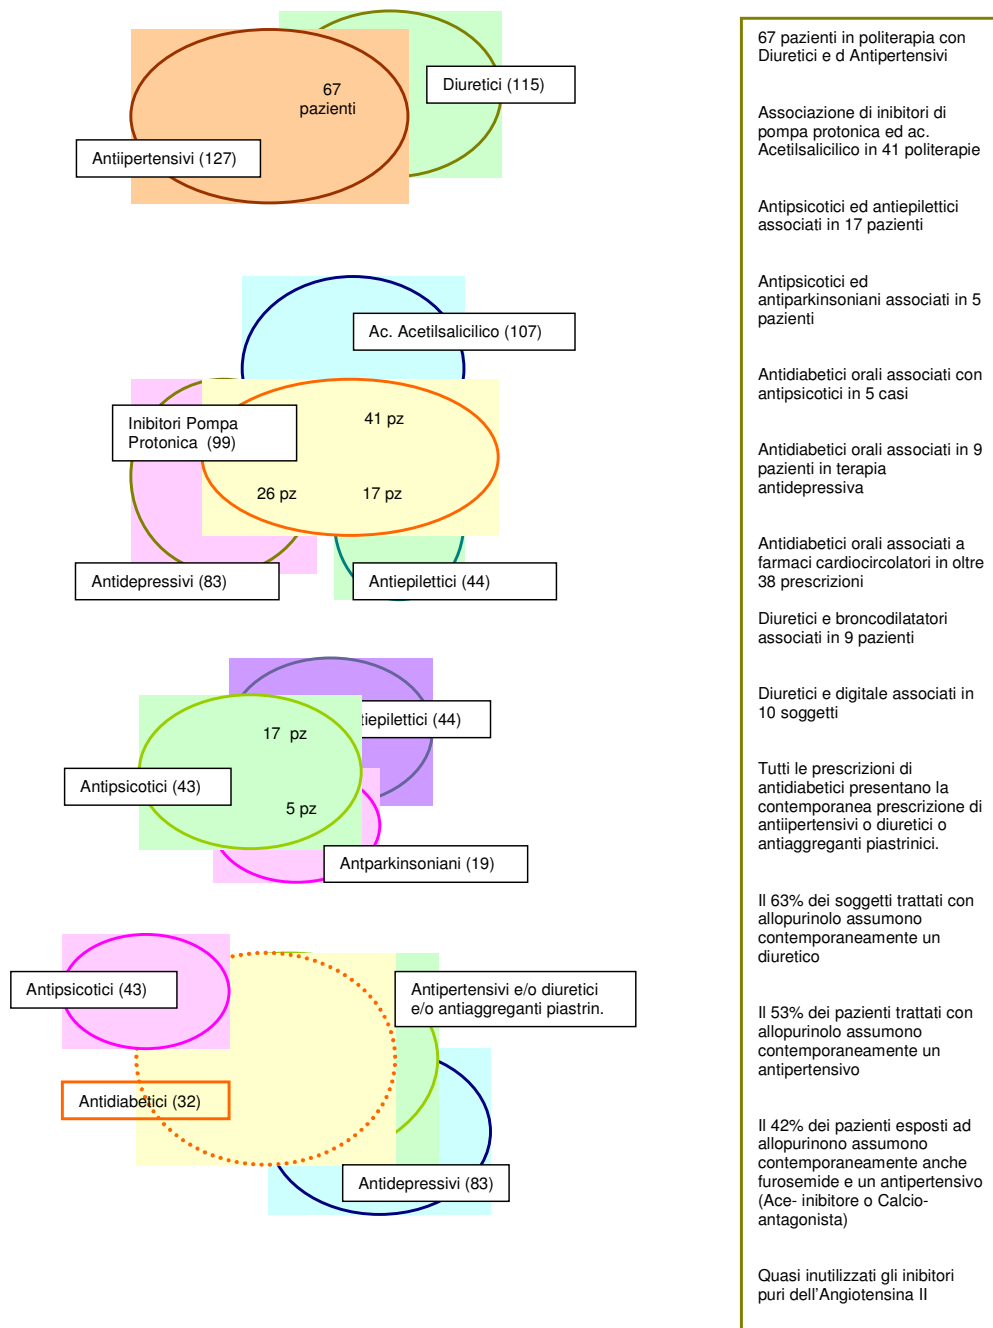 67
pazienti
Diuretici (115)
Antiipertensivi (127)
Ac. Acetilsalicilico (107)
Inibitori Pompa
Protonica (99)
41 pz
26 pz
17 pz
Antidepressivi (83)
Antiepilettici (44)
17 pz
tiepilettici (44)
Antipsicotici (43)
5 pz
Antparkinsoniani (19)
Antipsicotici (43)
Antipertensivi e/o diuretici
e/o antiaggreganti piastrin.
Antidiabetici (32)
Antidepressivi (83)
67 pazienti in politerapia con
Diuretici e d Antipertensivi
Associazione di inibitori di
pompa protonica ed ac.
Acetilsalicilico in 41 politerapie
Antipsicotici ed antiepilettici
associati in 17 pazienti
Antipsicotici ed
antiparkinsoniani associati in 5
pazienti
Antidiabetici orali associati con
antipsicotici in 5 casi
Antidiabetici orali associati in 9
pazienti in terapia
antidepressiva
Antidiabetici orali associati a
farmaci cardiocircolatori in oltre
38 prescrizioni
Diuretici e broncodilatatori
associati in 9 pazienti
Diuretici e digitale associati in
10 soggetti
Tutti le prescrizioni di
antidiabetici presentano la
contemporanea prescrizione di
antiipertensivi o diuretici o
antiaggreganti piastrinici.
Il 63% dei soggetti trattati con
allopurinolo assumono
contemporaneamente un
diuretico
Il 53% dei pazienti trattati con
allopurinolo assumono
contemporaneamente un
antipertensivo
Il 42% dei pazienti esposti ad
allopurinono assumono
contemporaneamente anche
furosemide e un antipertensivo
(Ace- inibitore o Calcio-
antagonista)
Quasi inutilizzati gli inibitori
puri dell'Angiotensina II